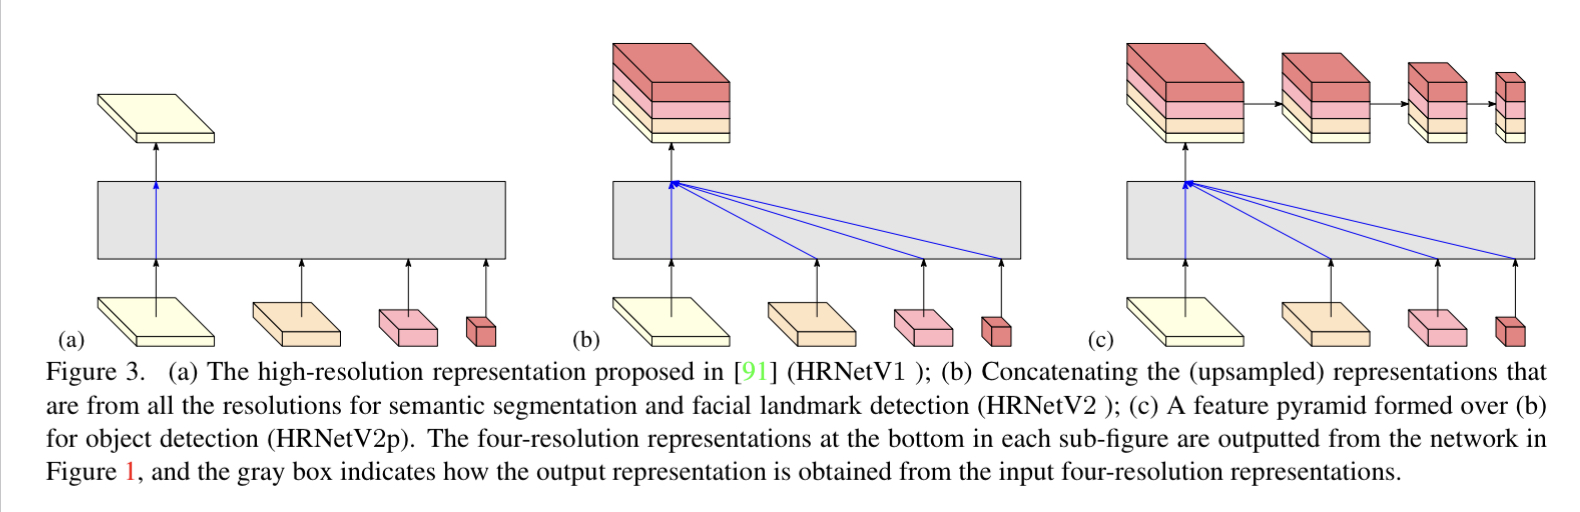 (a)
(b)
(c)
Figure 3. (a) The high-resolution representation proposed in [91] (HRNetV1 ); (b) Concatenating the (upsampled) representations that
are from all the resolutions for semantic segmentation and facial landmark detection (HRNetV2 ); (c) A feature pyramid formed over (b)
for object detection (HRNetV2p). The four-resolution representations at the bottom in each sub-figure are outputted from the network in
Figure 1, and the gray box indicates how the output representation is obtained from the input four-resolution representations.